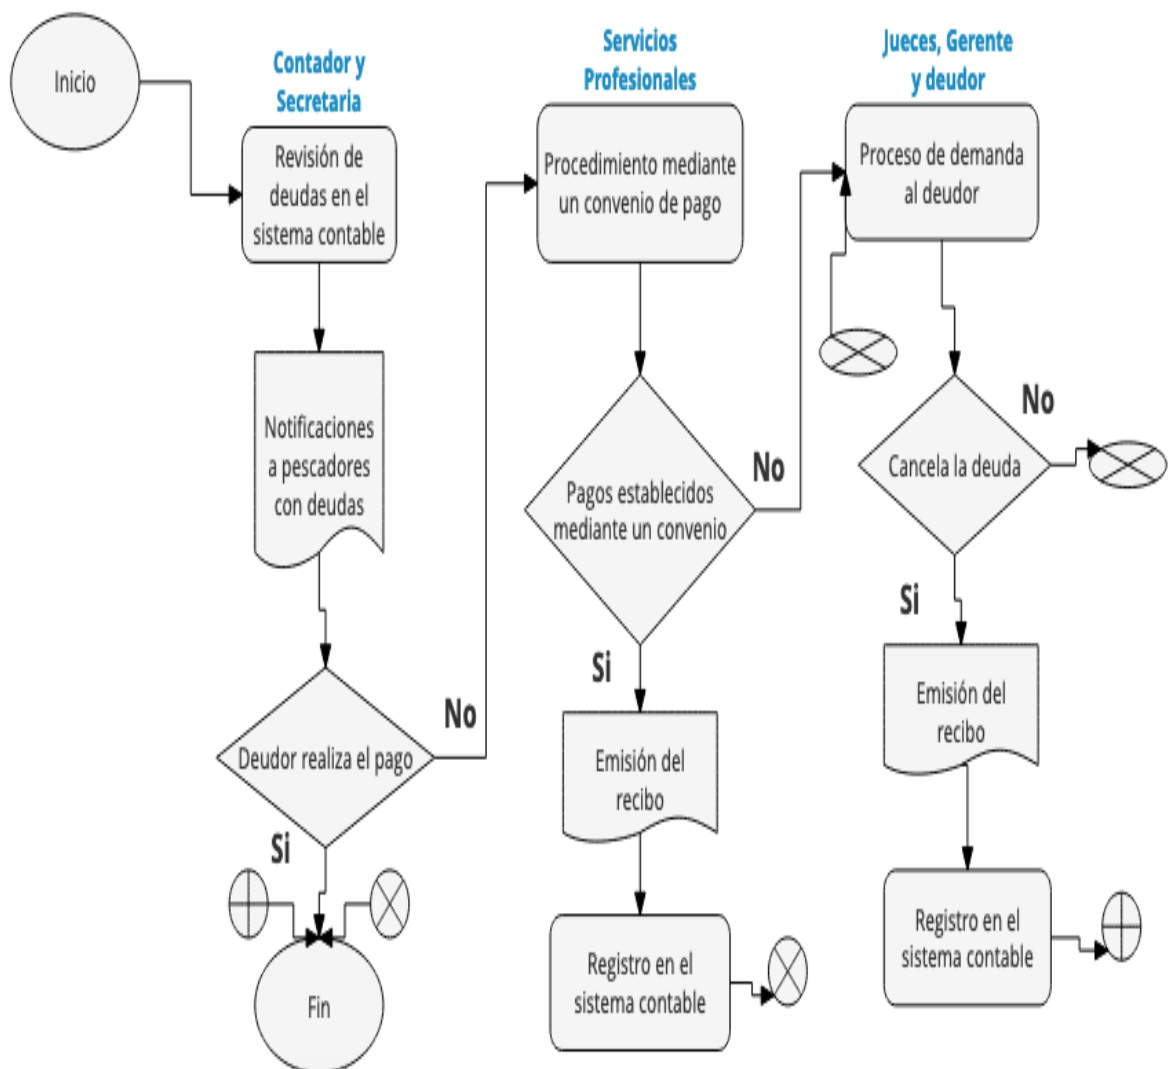 Inicio
Contador y
Secretaria
Revisión de
deudas en el
sistema contable
Notificaciones
a pescadores
con deudas
Deudor realiza el pago
No
Si
Fin
Servicios
Profesionales
Procedimiento mediante
un convenio de pago
Pagos establecidos
mediante un convenio
No
Si
Emisión del
recibo
Registro en el
sistema contable
Jueces, Gerente
y deudor
Proceso de demanda
al deudor
Cancela la deuda
No
Si
Emisión del
recibo
Registro en el
sistema contable